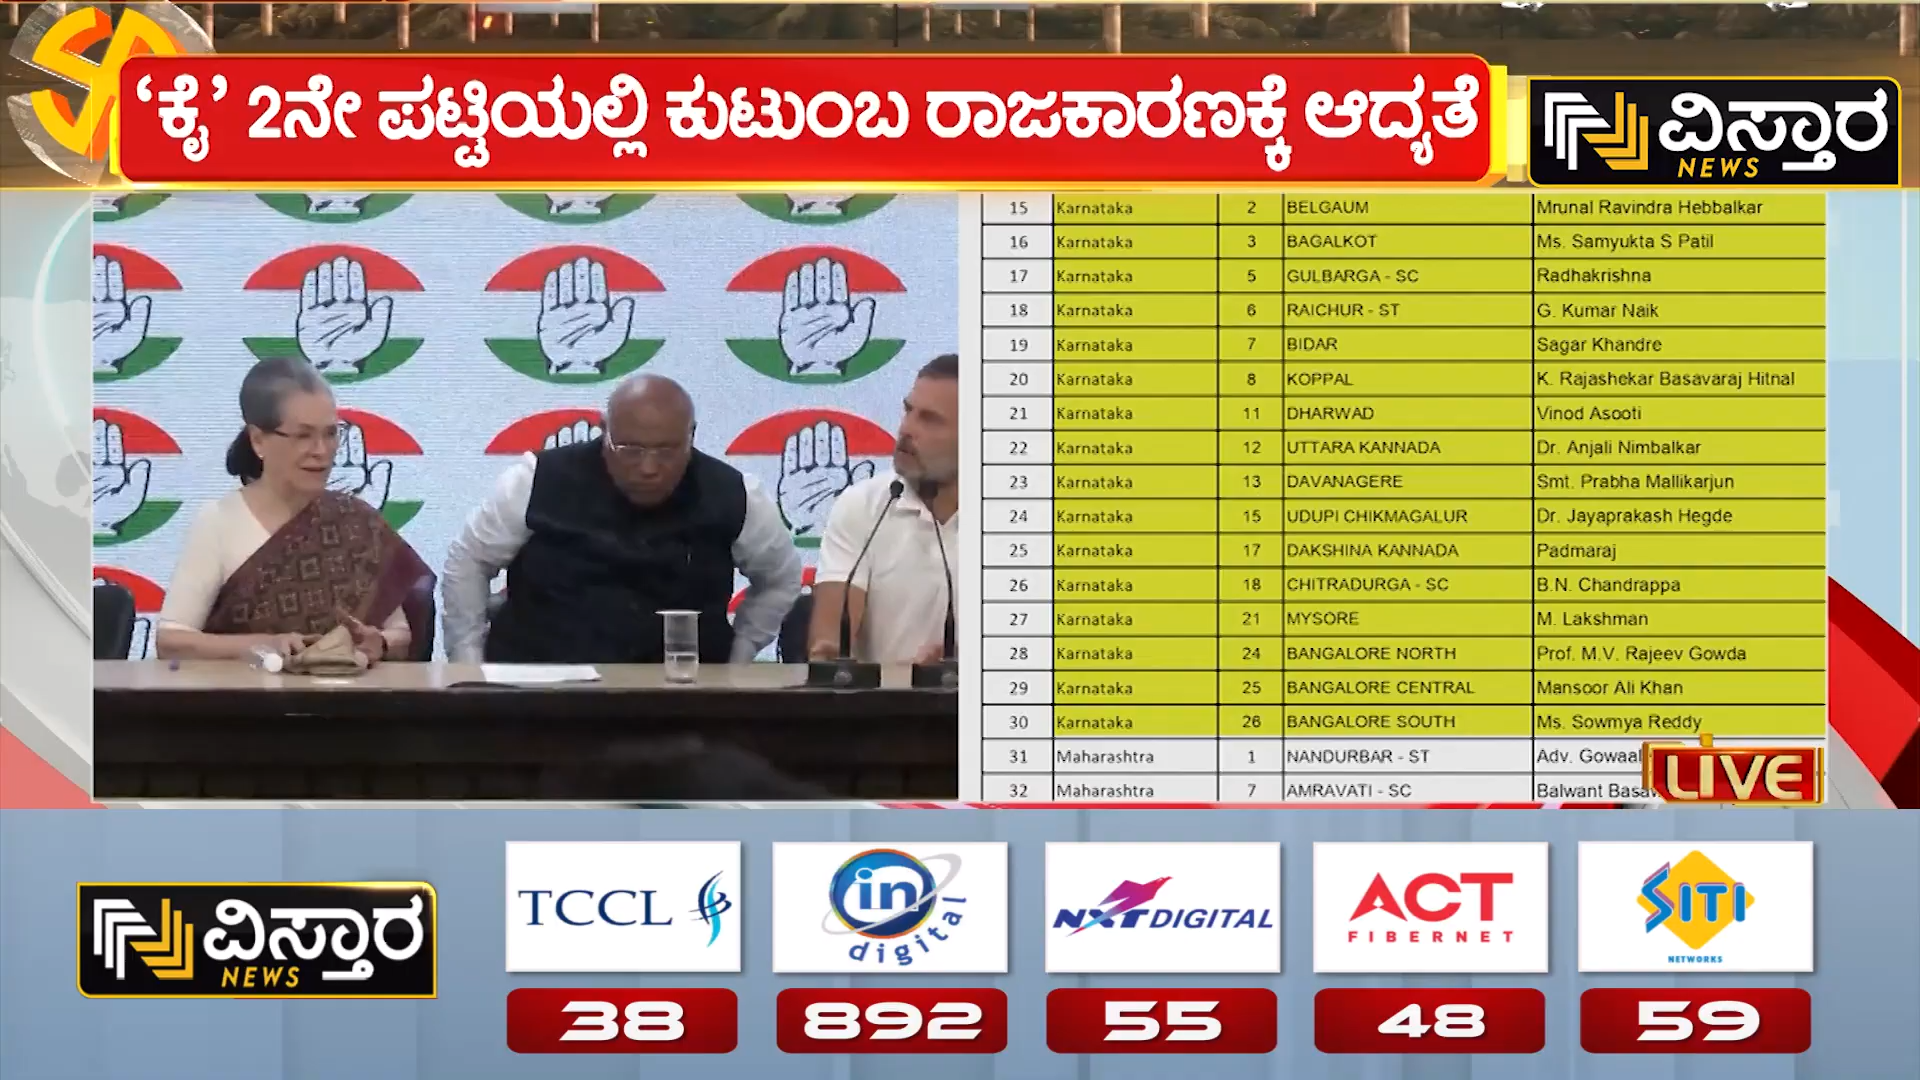 ‘ಕೈ’ 2ನೇ ಪಟ್ಟಿಯಲ್ಲಿ ಕುಟುಂಬ ರಾಜಕಾರಣಕ್ಕೆ ಆದ್ಯತೆ
ವಿಸ್ತಾರ
NEWS
15 Karnataka 2 BELGAUM Mrunal Ravindra Hebbalkar
16 Karnataka 3 BAGALKOT Ms. Samyukta S Patil
17 Karnataka 5 GULBARGA - SC Radhakrishna
18 Karnataka 6 RAICHUR - ST G. Kumar Naik
19 Karnataka 7 BIDAR Sagar Khandre
20 Karnataka 8 KOPPAL K. Rajashekar Basavaraj Hitnal
21 Karnataka 11 DHARWAD Vinod Asooti
22 Karnataka 12 UTTARA KANNADA Dr. Anjali Nimbalkar
23 Karnataka 13 DAVANAGERE Smt. Prabha Mallikarjun
24 Karnataka 15 UDUPI CHIKMAGALUR Dr. Jayaprakash Hegde
25 Karnataka 17 DAKSHINA KANNADA Padmaraj
26 Karnataka 18 CHITRADURGA - SC B.N. Chandrappa
27 Karnataka 21 MYSORE M. Lakshman
28 Karnataka 24 BANGALORE NORTH Prof. M.V. Rajeev Gowda
29 Karnataka 25 BANGALORE CENTRAL Mansoor Ali Khan
30 Karnataka 26 BANGALORE SOUTH Ms. Sowmya Reddy
31 Maharashtra 1 NANDURBAR - ST Adv.
32 Maharashtra 7 AMRAVATI - SC Balwant
LIVE
ವಿಸ್ತಾರ
NEWS
TCCL
in
digital
NXTDIGITAL
ACT
FIBERNET
SITI
NETWORKS
38 892 55 48 59